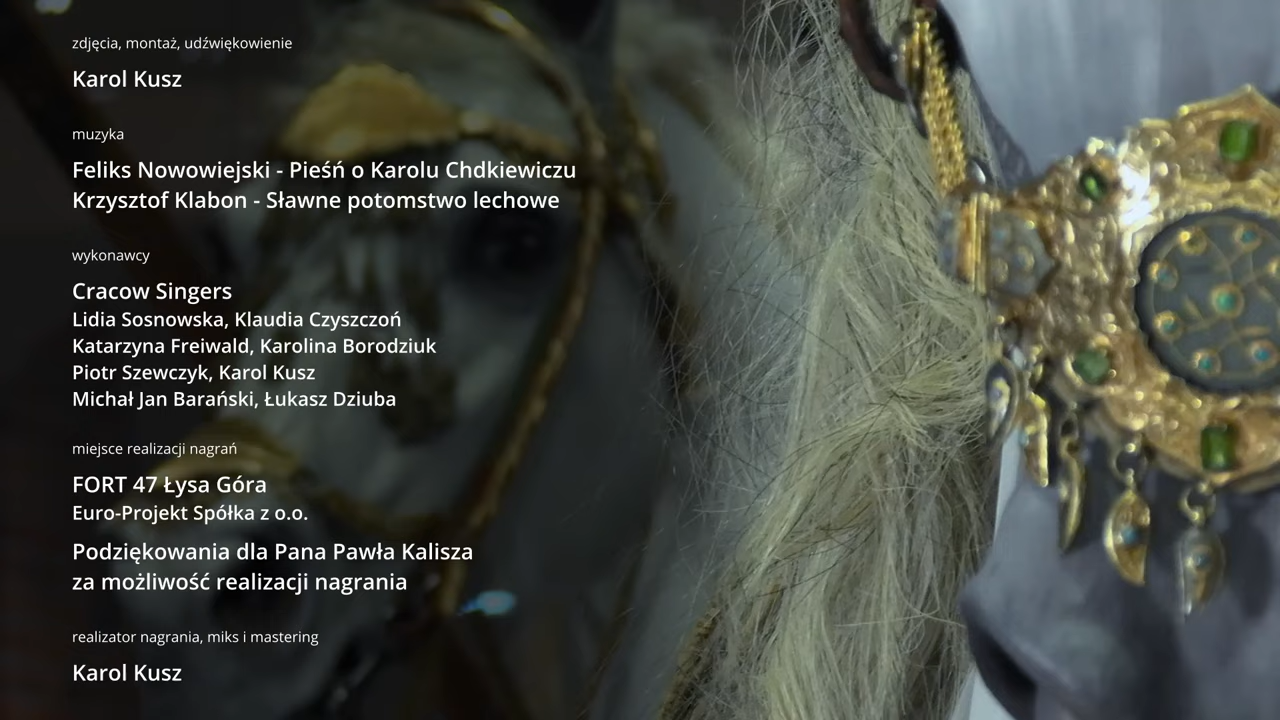 zdjęcia, montaż, udźwiękowienie
Karol Kusz
muzyka
Feliks Nowowiejski - Pieśń o Karolu Chdkiewiczu
Krzysztof Klabon - Sławne potomstwo lechowe
wykonawcy
Cracow Singers
Lidia Sosnowska, Klaudia Czyszczoń
Katarzyna Freiwald, Karolina Borodziuk
Piotr Szewczyk, Karol Kusz
Michał Jan Barański, Łukasz Dziuba
miejsce realizacji nagrań
FORT 47 Łysa Góra
Euro-Projekt Spółka z o.o.
Podziękowania dla Pana Pawła Kalisza
za możliwość realizacji nagrania
realizator nagrania, miks i mastering
Karol Kusz